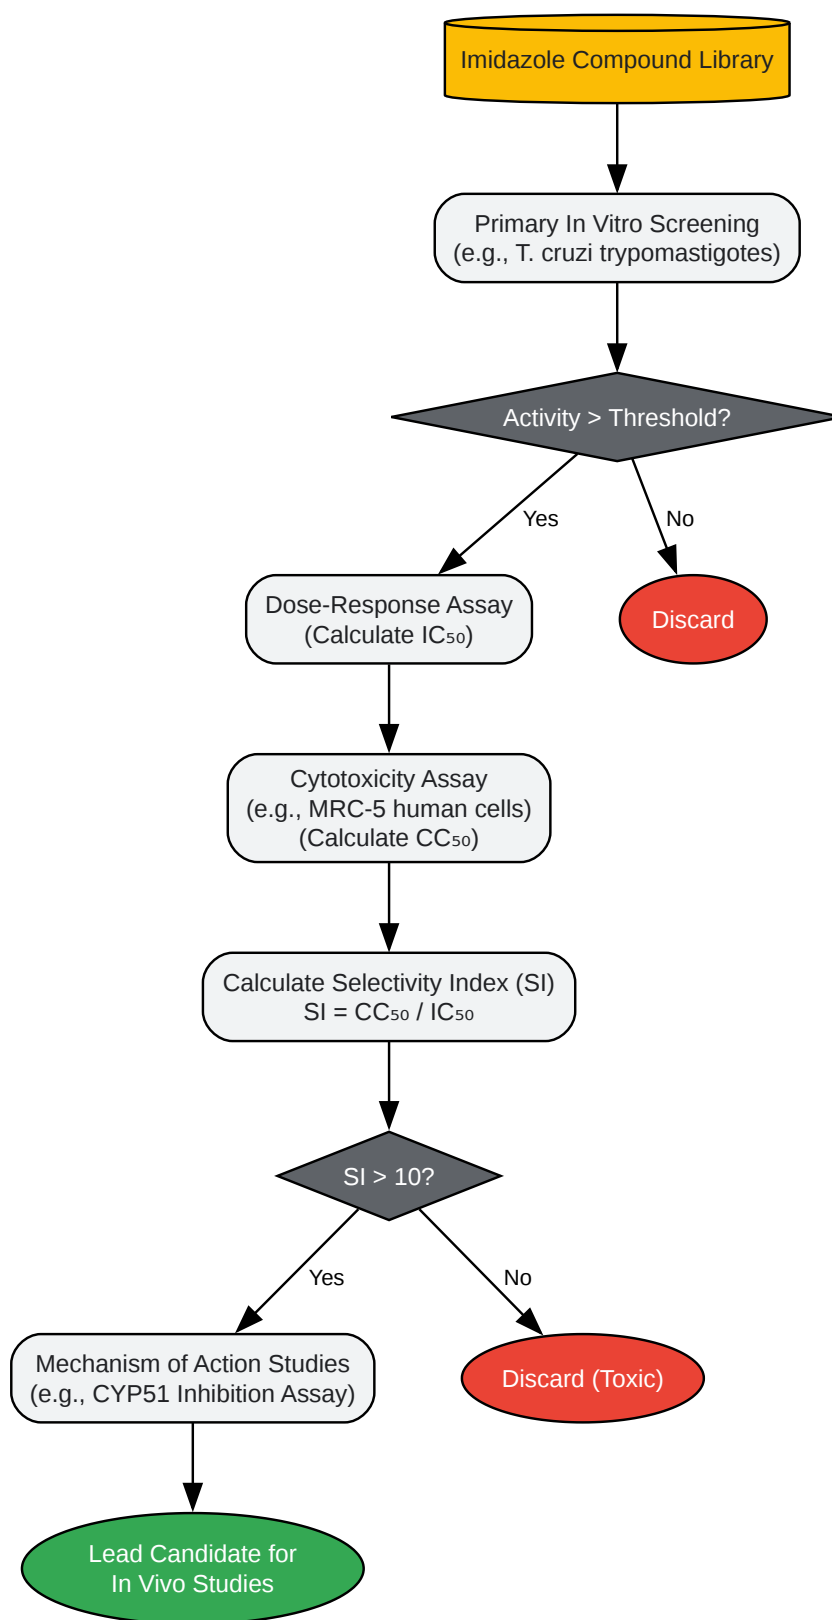 Imidazole Compound Library
Primary In Vitro Screening
(e.g., T. cruzi trypomastigotes)
Activity > Threshold?
Yes
No
Dose-Response Assay
(Calculate IC₅₀)
Discard
Cytotoxicity Assay
(e.g., MRC-5 human cells)
(Calculate CC₅₀)
Calculate Selectivity Index (SI)
SI = CC₅₀ / IC₅₀
SI > 10?
Yes
No
Mechanism of Action Studies
(e.g., CYP51 Inhibition Assay)
Discard (Toxic)
Lead Candidate for
In Vivo Studies